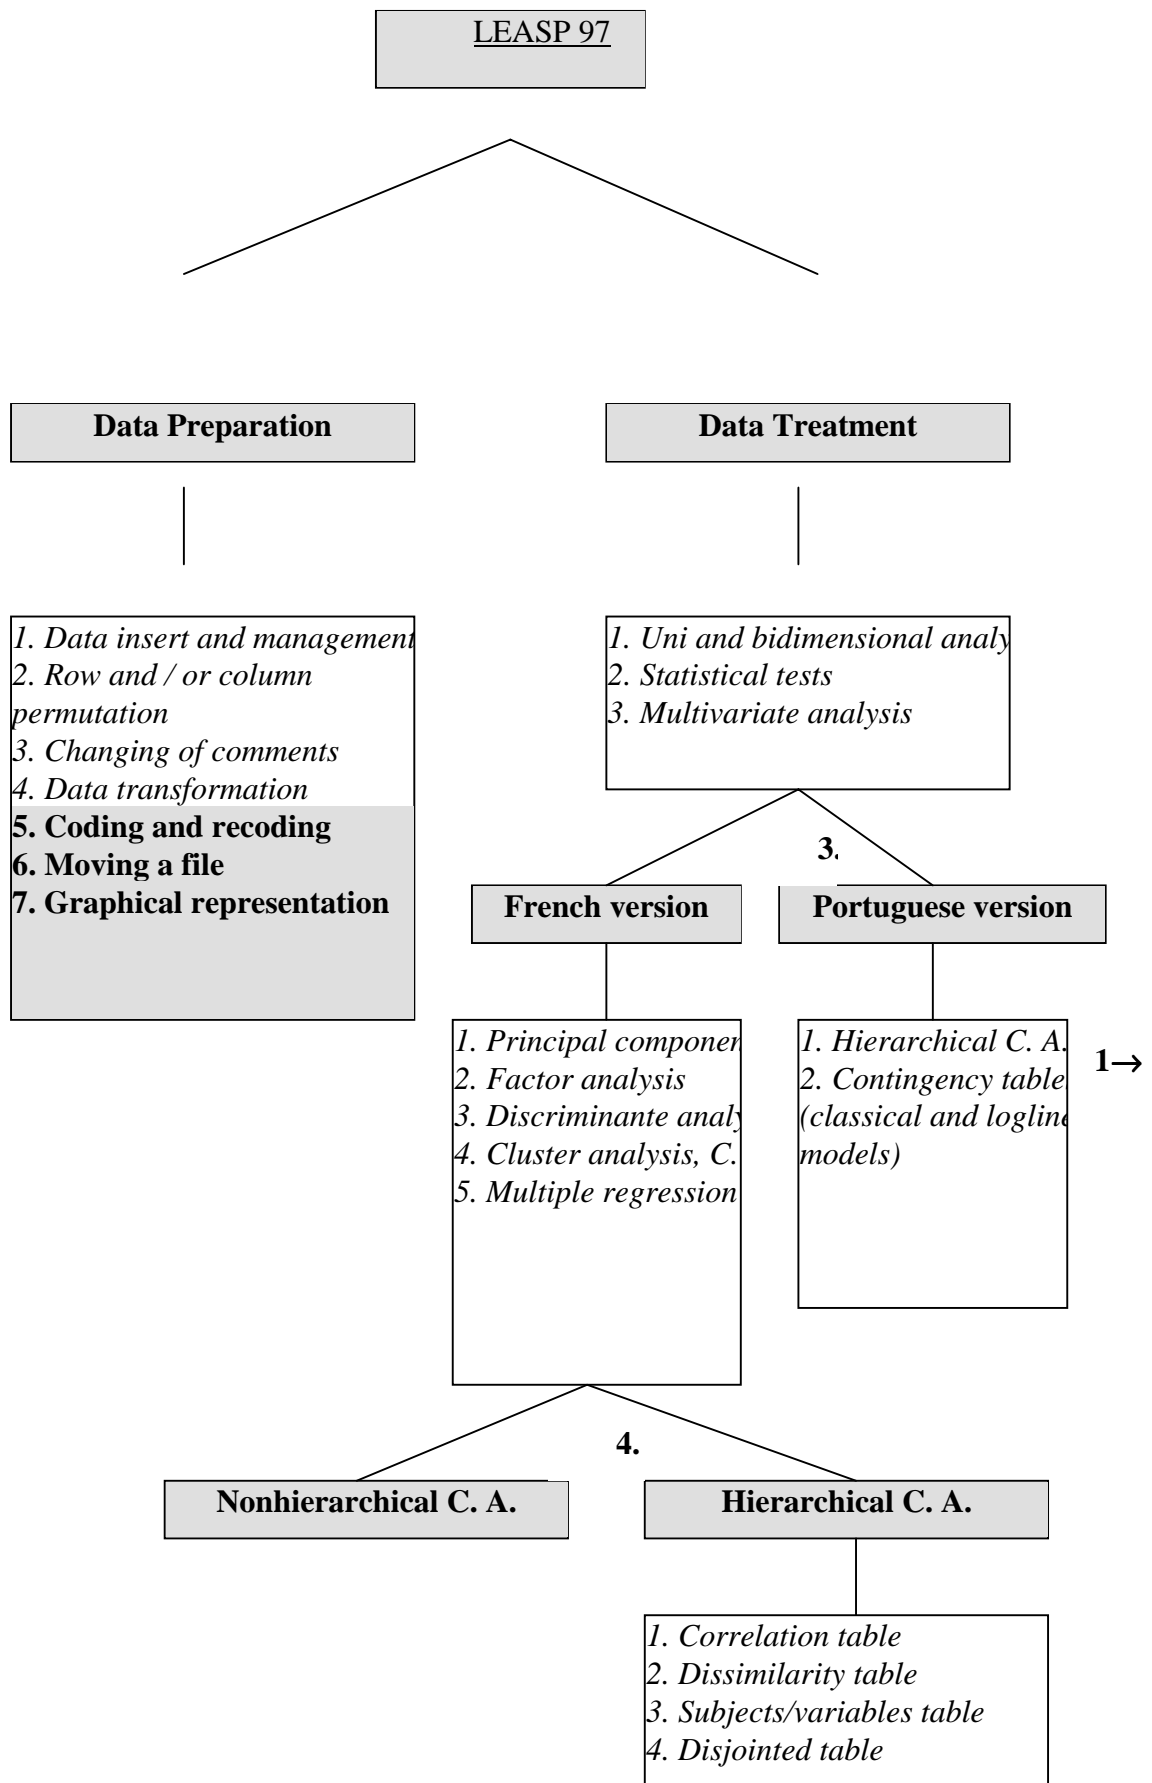 LEASP 97
Data Preparation
Data Treatment
1. Data insert and management
2. Row and / or column
permutation
3. Changing of comments
4. Data transformation
5. Coding and recoding
6. Moving a file
7. Graphical representation
1. Uni and bidimensional analy
2. Statistical tests
3. Multivariate analysis
3.
French version
Portuguese version
1. Principal componen
2. Factor analysis
3. Discriminante analy
4. Cluster analysis, C.
5. Multiple regression
1. Hierarchical C. A.
2. Contingency table
(classical and logline
models)
1→
4.
Nonhierarchical C. A.
Hierarchical C. A.
1. Correlation table
2. Dissimilarity table
3. Subjects/variables table
4. Disjointed table